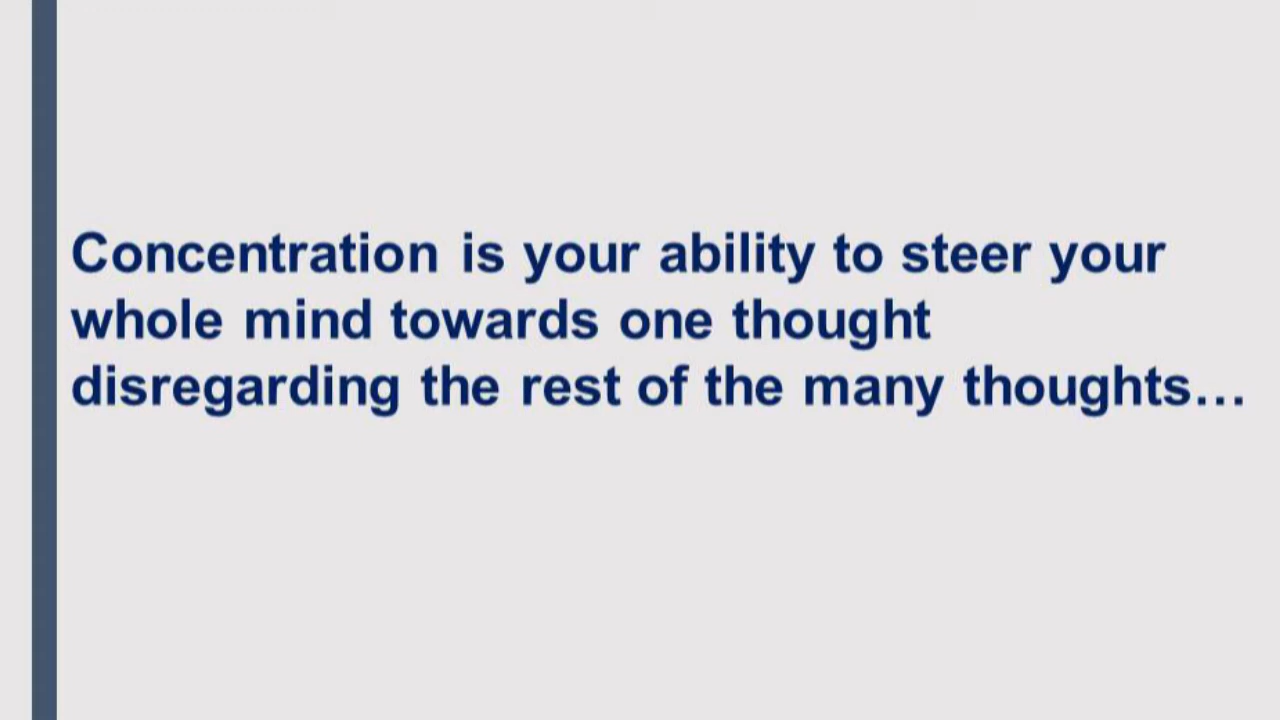 Concentration is your ability to steer your
whole mind towards one thought
disregarding the rest of the many thoughts…